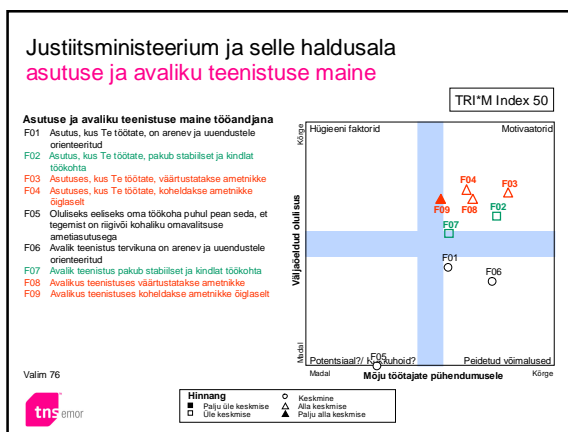 Justiitsministeerium ja selle haldusala
asutuse ja avaliku teenistuse maine
TRI*M Index 50
Asutuse ja avaliku teenistuse maine tööandjana
F01 Asutus, kus Te töötate, on arenev ja uuendustele
orienteeritud
F02 Asutus, kus Te töötate, pakub stabiilset ja kindlat
töökohta
F03 Asutuses, kus Te töötate, väärtustatakse ametnikke
F04 Asutuses, kus Te töötate, koheldakse ametnikke
õiglaselt
F05 Oluliseks eeliseks oma töökoha puhul pean seda, et
tegemist on riigivõi kohaliku omavalitsuse
ametiasutusega
F06 Avalik teenistus tervikuna on arenev ja uuendustele
orienteeritud
F07 Avalik teenistus pakub stabiilset ja kindlat töökohta
F08 Avalikus teenistuses väärtustatakse ametnikke
F09 Avalikus teenistuses koheldakse ametnikke õiglaselt
Kõrge
Hügieeni faktorid
Motivaatorid
Väljaöeldud olulisus
F04
F03
F09
F08
F02
F07
F01
F06
F05
Madal
Potentsiaal?/
Peidetud võimalused
Madal
Mõju töötajate pühendumusele
Kõrge
Valim 76
Hinnang
Palju üle keskmise
Üle keskmise
Keskmine
Alla keskmise
Palju alla keskmise
tns emor